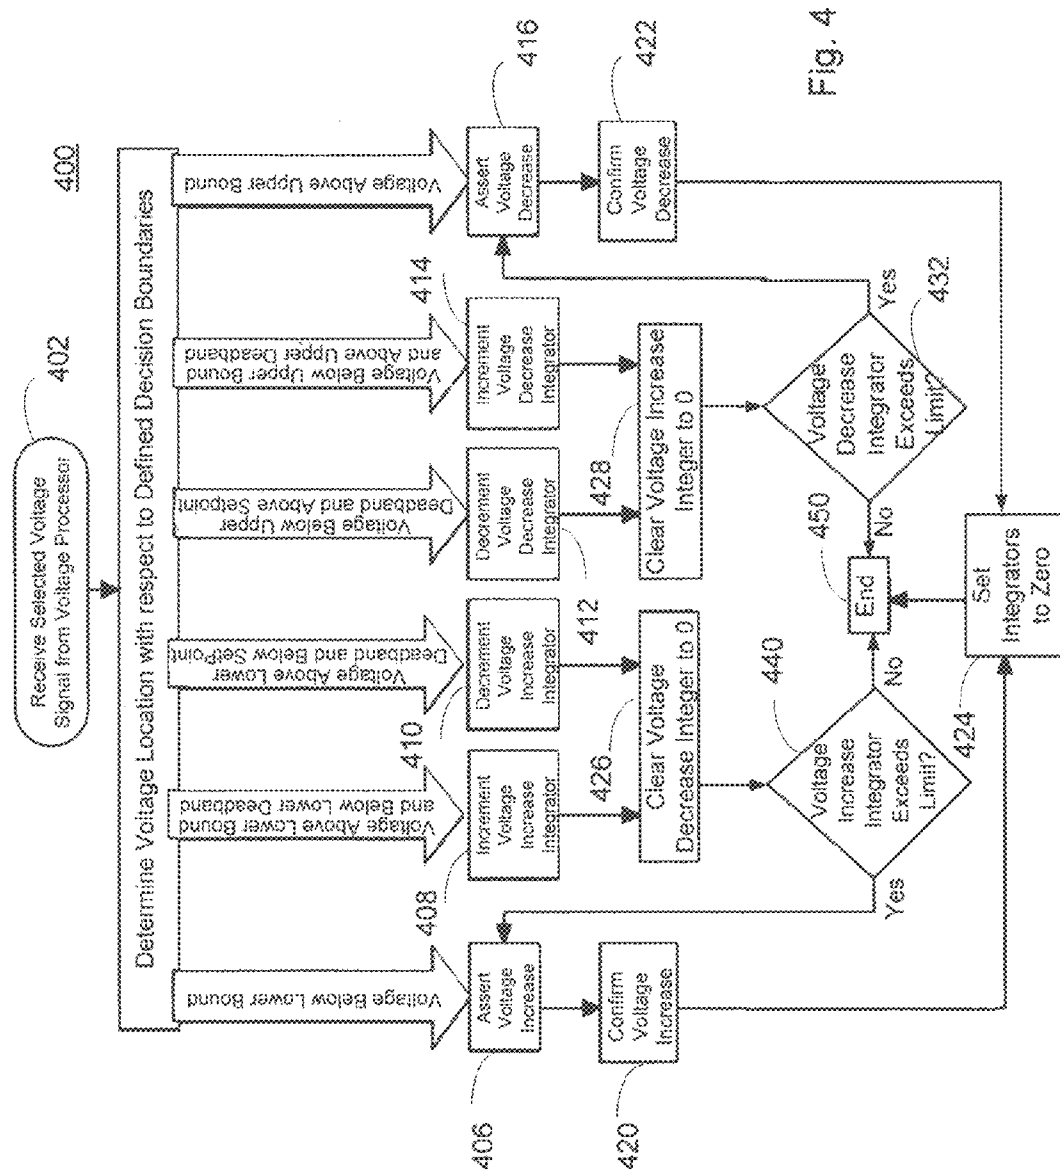 400
402
Receive Selected Voltage
Signal from Voltage Processor
Determine Voltage Location with respect to Defined Decision Boundaries
Voltage Below Lower Bound
Voltage Above Lower Bound
and Below Lower Deadband
Voltage Above Lower
Deadband and Below SetPoint
Voltage Below Upper
Deadband and Above Setpoint
Voltage Below Upper Bound
and Above Upper Deadband
Voltage Above Upper Bound
406
Assert
Voltage
Increase
408
Increment
Voltage
Increase
Integrator
410
Decrement
Voltage
Increase
Integrator
412
Decrement
Voltage
Decrease
Integrator
414
Increment
Voltage
Decrease
Integrator
416
Assert
Voltage
Decrease
420
Confirm
Voltage
Increase
426
Clear Voltage
Decrease Integer to 0
428
Clear Voltage Increase
Integer to 0
422
Confirm
Voltage
Decrease
440
Voltage
Increase
Integrator
Exceeds
Limit?
Yes
No
450
End
432
Voltage
Decrease
Integrator
Exceeds
Limit?
No
Yes
424
Set
Integrators
to Zero
Fig. 4